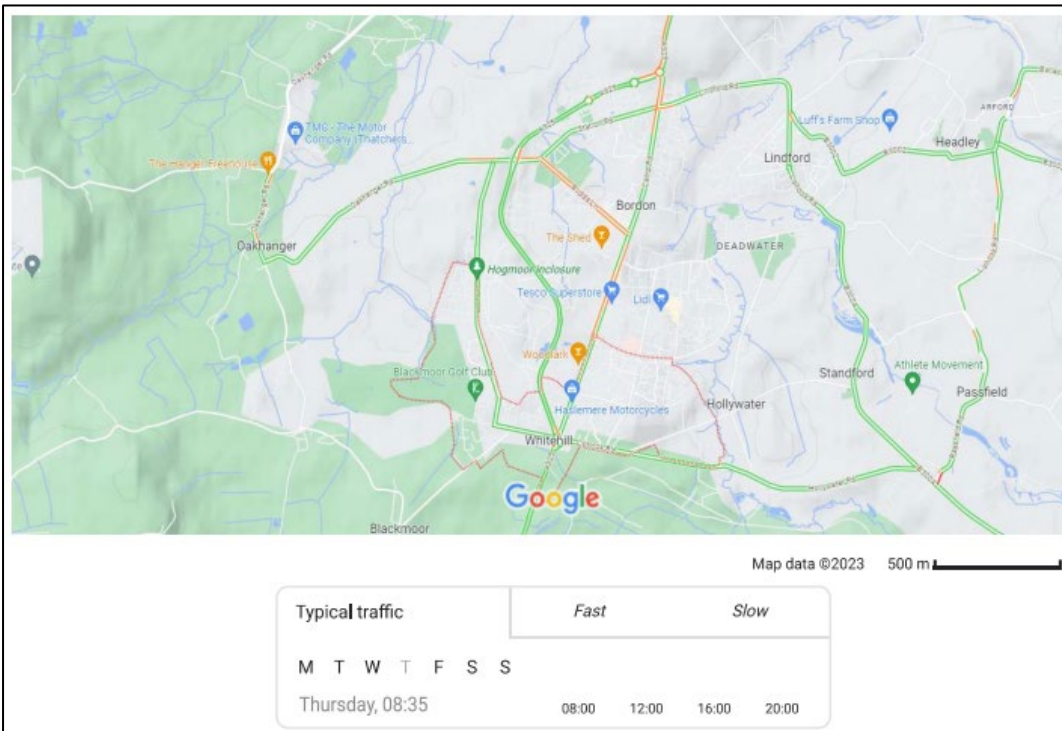 TMC - The Motor
Company (Thatchers...
The Hanger Freehouse
Luff's Farm Shop
ARFORD
Headley
Lindford
Bordon
The Shed
DEADWATER
Oakhanger
Hogmoor Inclosure
Tesco Superstore
Lidl
Woodlark
Blackmoor Golf Club
Haslemere Motorcycles
Standford
Athlete Movement
Passfield
Hollywater
Whitehill
Google
Blackmoor
Map data ©2023 500 m
Typical traffic Fast Slow
M T W T F S S
Thursday, 08:35 08:00 12:00 16:00 20:00